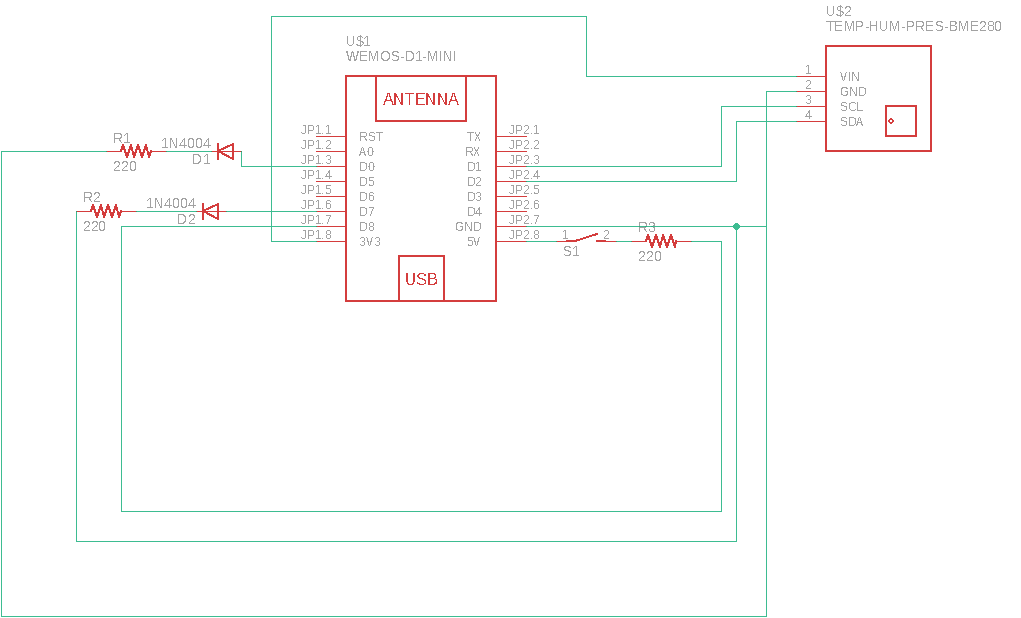 U$2
TEMP-HUM-PRES-BME280
U$1
WEMOS-D1-MINI
1
VIN
2
GND
3
SCL
4
SDA
ANTENNA
JP1.1
RST
TX
JP2.1
JP1.2
A0
RX
JP2.2
JP1.3
D0
D1
JP2.3
JP1.4
D5
D2
JP2.4
JP1.5
D6
D3
JP2.5
JP1.6
D7
D4
JP2.6
JP1.7
D8
GND
JP2.7
JP1.8
3V3
5V
JP2.8
USB
R1
220
1N4004
D1
R2
220
1N4004
D2
1
2
S1
R3
220